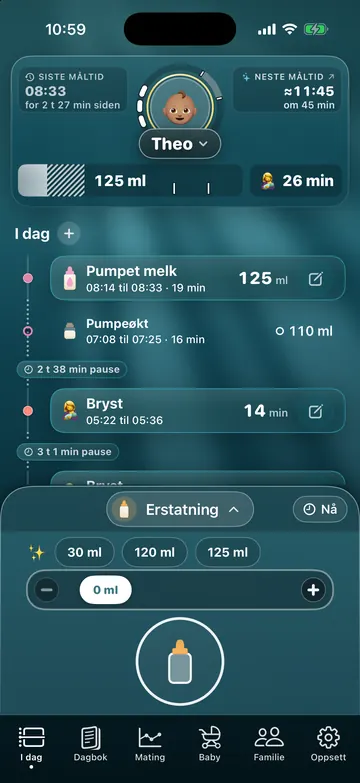 10:59
SISTE MÅLTID
08:33
for 2 t 27 min siden
NESTE MÅLTID ↗
≈11:45
om 45 min
Theo
125 ml
26 min
I dag +
Pumpet melk
08:14 til 08:33 · 19 min
125 ml
Pumpeøkt
07:08 til 07:25 · 16 min
110 ml
2 t 38 min pause
Bryst
05:22 til 05:36
14 min
3 t 1 min pause
Bryst
Erstatning
Nå
30 ml
120 ml
125 ml
− 0 ml +
I dag
Dagbok
Mating
Baby
Familie
Oppsett